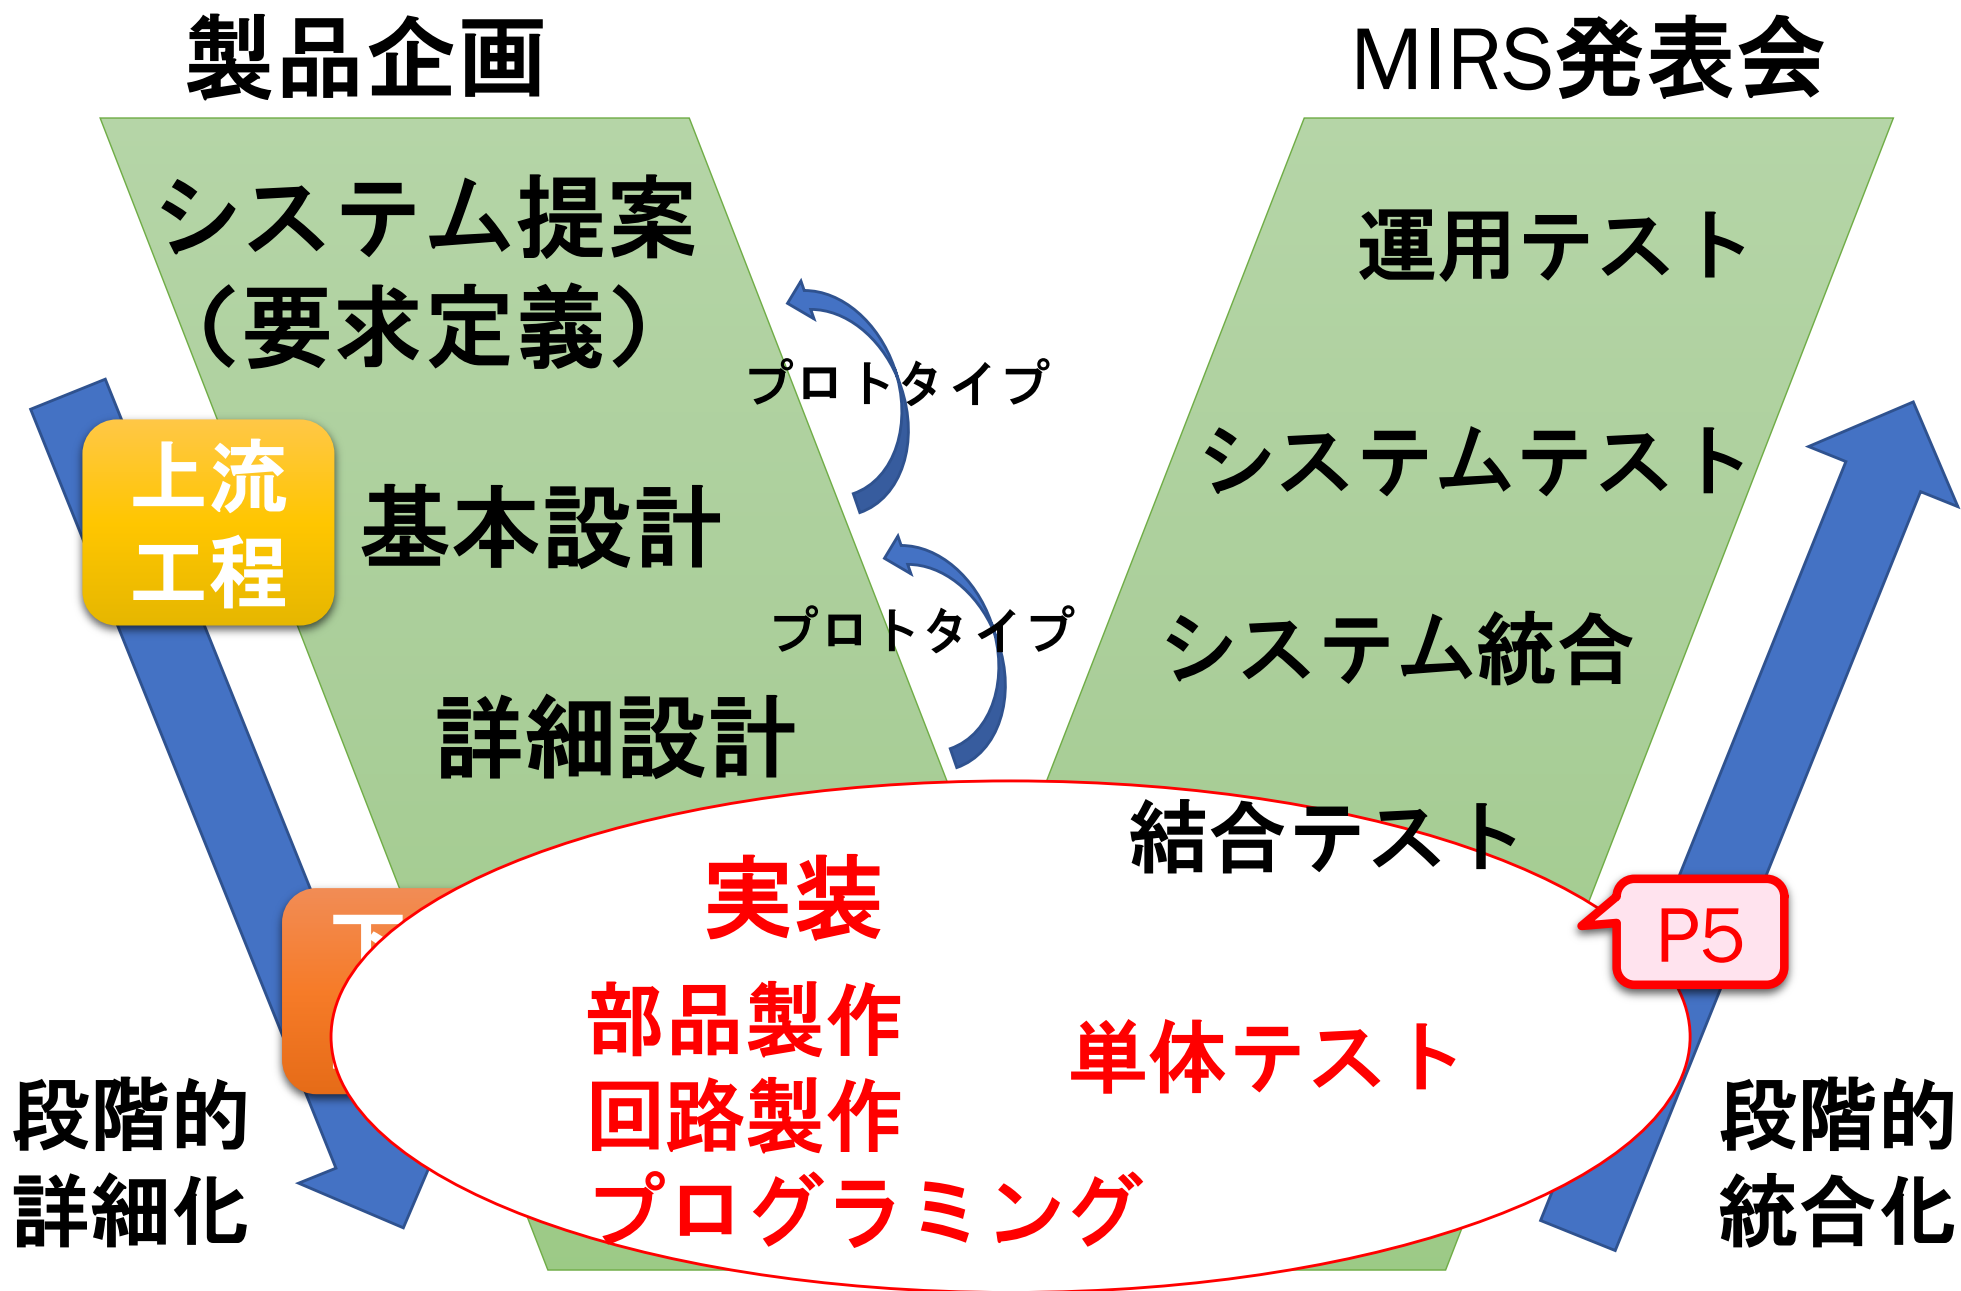 製品企画
MIRS発表会
システム提案
（要求定義）
運用テスト
プロトタイプ
上流
工程
基本設計
システムテスト
プロトタイプ
システム統合
詳細設計
結合テスト
実装
P5
部品製作
単体テスト
回路製作
プログラミング
段階的
詳細化
段階的
統合化